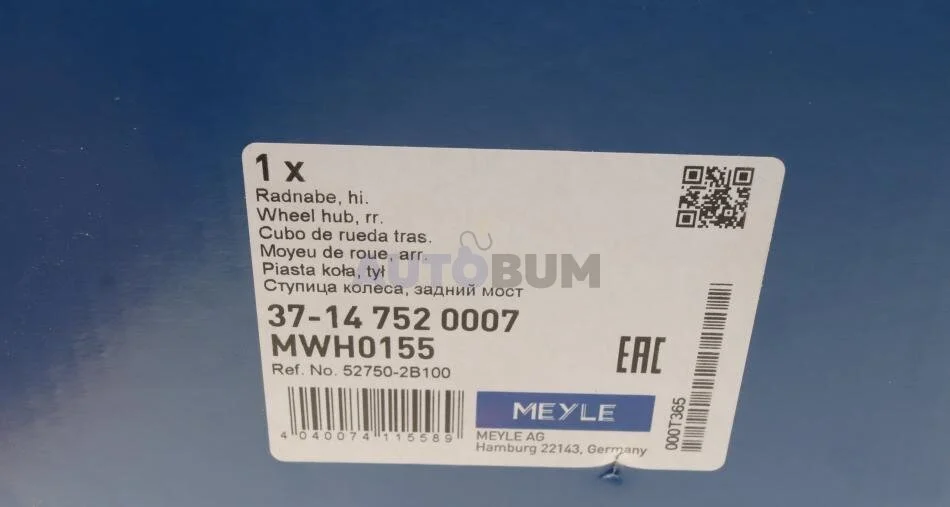 1 x
Radnabe, hi.
Wheel hub, rr.
Cubo de rueda tras.
Moyeu de roue, arr.
Piasta koła, tył
Ступица колеса, задний мост
AUTOBUM
37-14 752 0007
MWH0155
Ref. No. 52750-2B100
EAC
4 040074 115589
MEYLE
MEYLE AG
Hamburg 22143, Germany
000T365